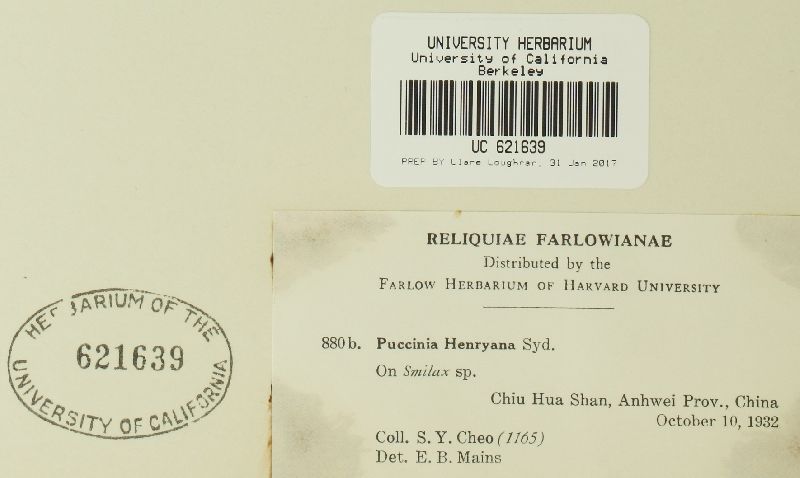 UNIVERSITY HERBARIUM
University of California
Berkeley
UC 621639
PREP BY Clare Loughran, 31 Jan 2017
RELIQUIAE FARLOWIANAE
Distributed by the
FARLOW HERBARIUM OF HARVARD UNIVERSITY
880b. Puccinia Henryana Syd.
On Smilax sp.
Chiu Hua Shan, Anhwei Prov., China
October 10, 1932
Coll. S. Y. Cheo (1165)
Det. E. B. Mains
HERBARIUM OF THE
621639
UNIVERSITY OF CALIFORNIA